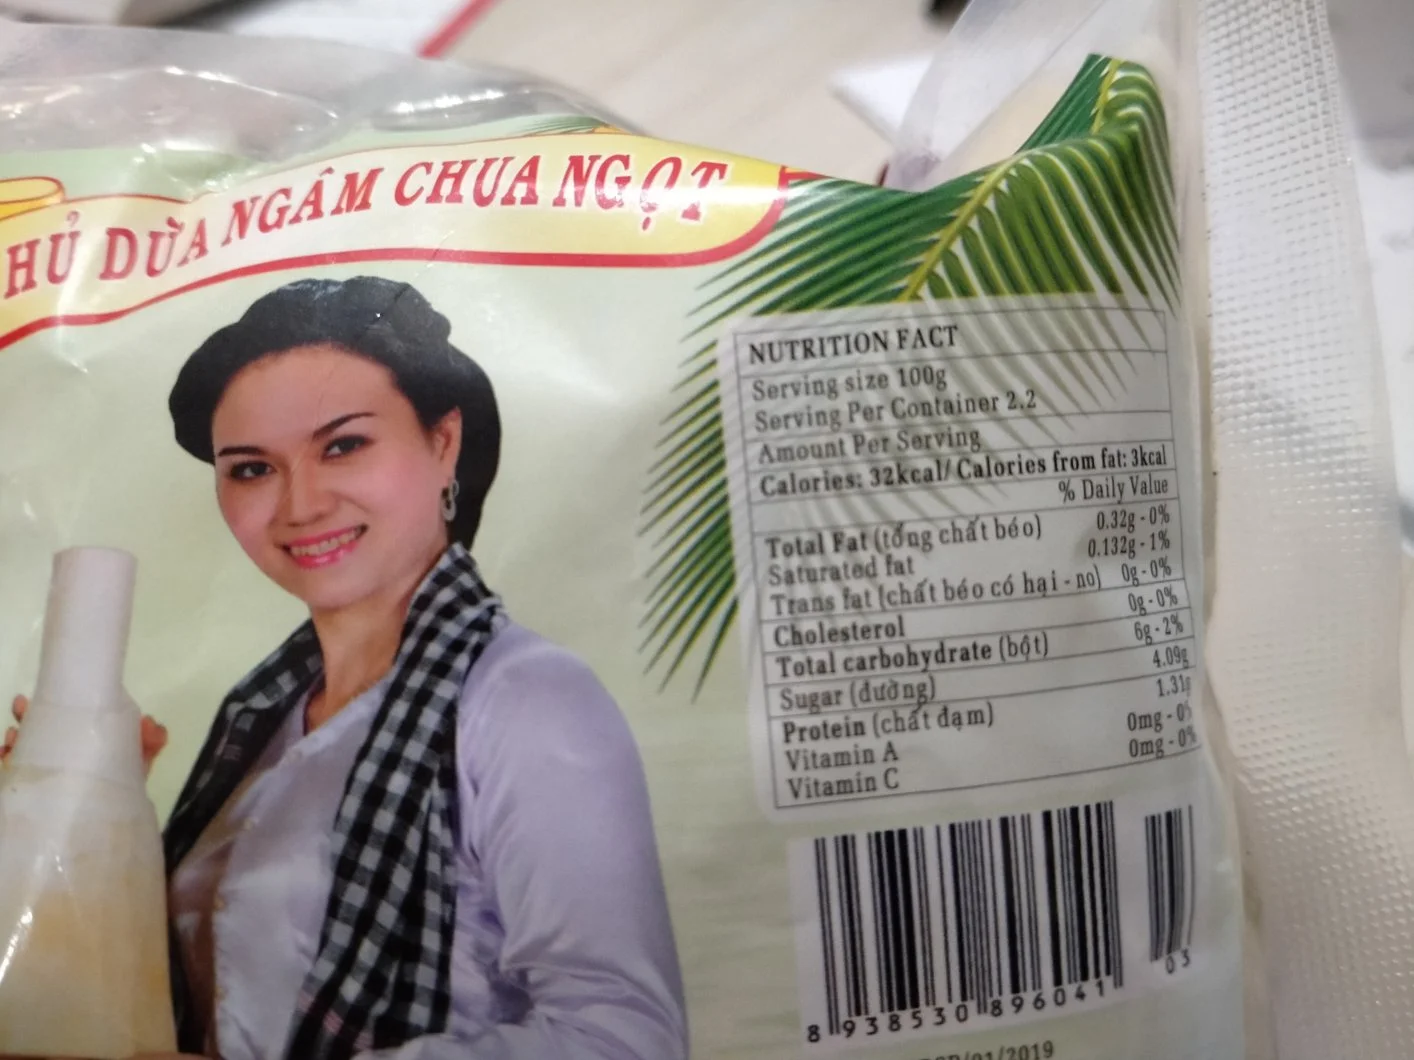 HỦ DỪA NGÂM CHUA NGỌT
NUTRITION FACT
Serving size 100g
Serving Per Container 2.2
Amount Per Serving
Calories: 32kcal/ Calories from fat: 3kcal
% Daily Value
Total Fat (tổng chất béo) 0.32g - 0%
Saturated fat 0.132g - 1%
Trans fat (chất béo có hại - no) 0g - 0%
Cholesterol 0g - 0%
Total carbohydrate (bột) 6g - 2%
Sugar (đường) 4.09g
Protein (chất đạm) 1.31g
Vitamin A 0mg - 0%
Vitamin C 0mg - 0%
8 938530 896041 03
/01/2019